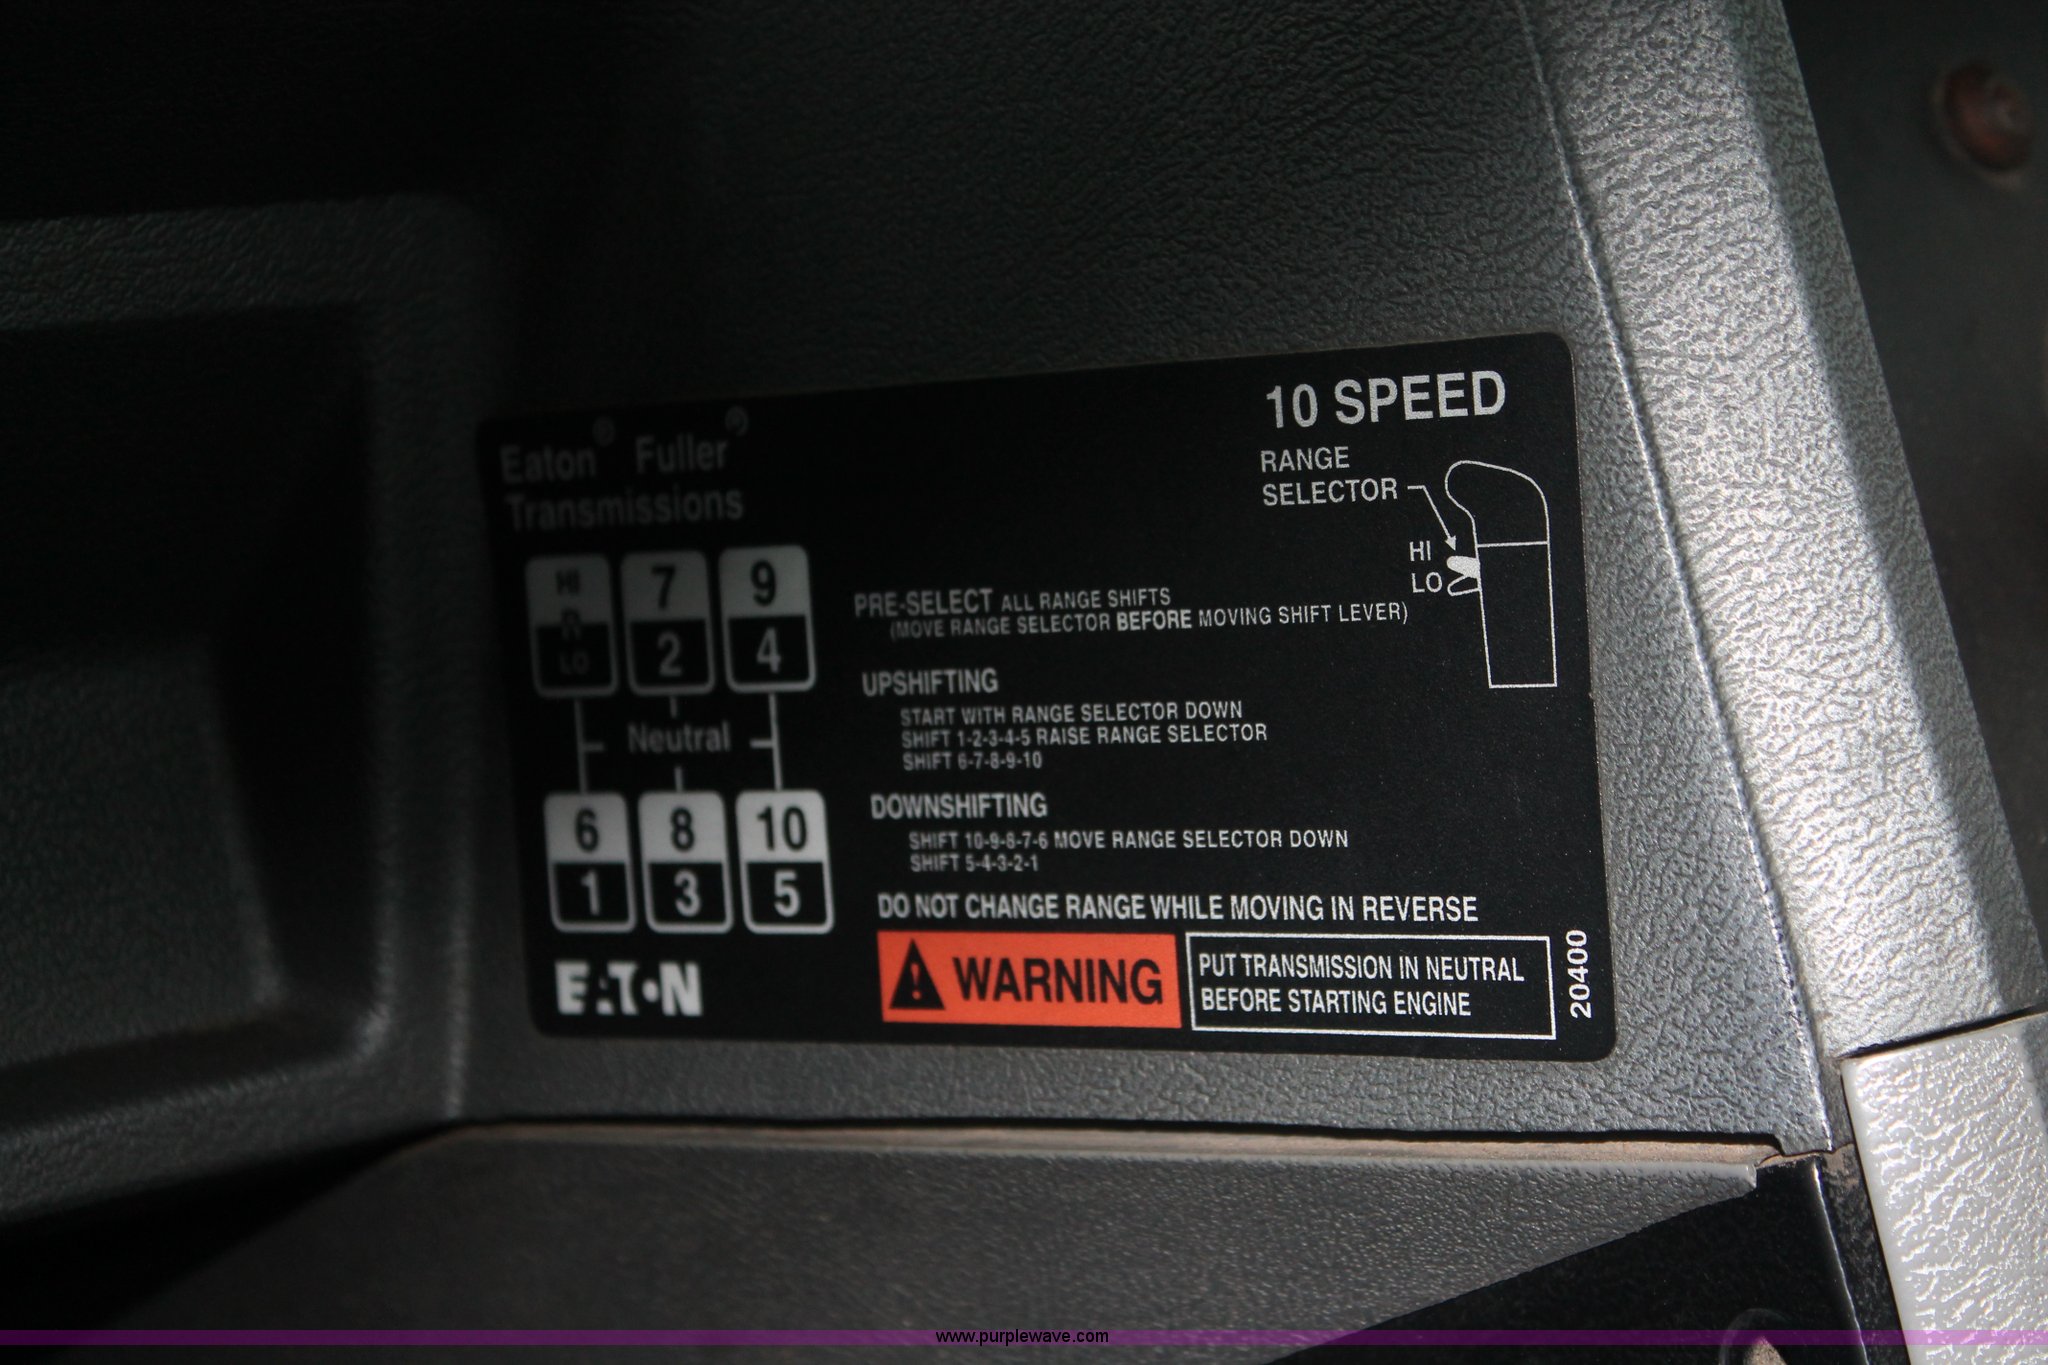 10 SPEED
Eaton® Fuller®
Transmissions
RANGE
SELECTOR
HI
LO
HI 7 9
R
LO 2 4
Neutral
6 8 10
1 3 5
EATON
PRE-SELECT ALL RANGE SHIFTS
(MOVE RANGE SELECTOR BEFORE MOVING SHIFT LEVER)
UPSHIFTING
START WITH RANGE SELECTOR DOWN
SHIFT 1-2-3-4-5 RAISE RANGE SELECTOR
SHIFT 6-7-8-9-10
DOWNSHIFTING
SHIFT 10-9-8-7-6 MOVE RANGE SELECTOR DOWN
SHIFT 5-4-3-2-1
DO NOT CHANGE RANGE WHILE MOVING IN REVERSE
WARNING
PUT TRANSMISSION IN NEUTRAL
BEFORE STARTING ENGINE
20400
www.purplewave.com